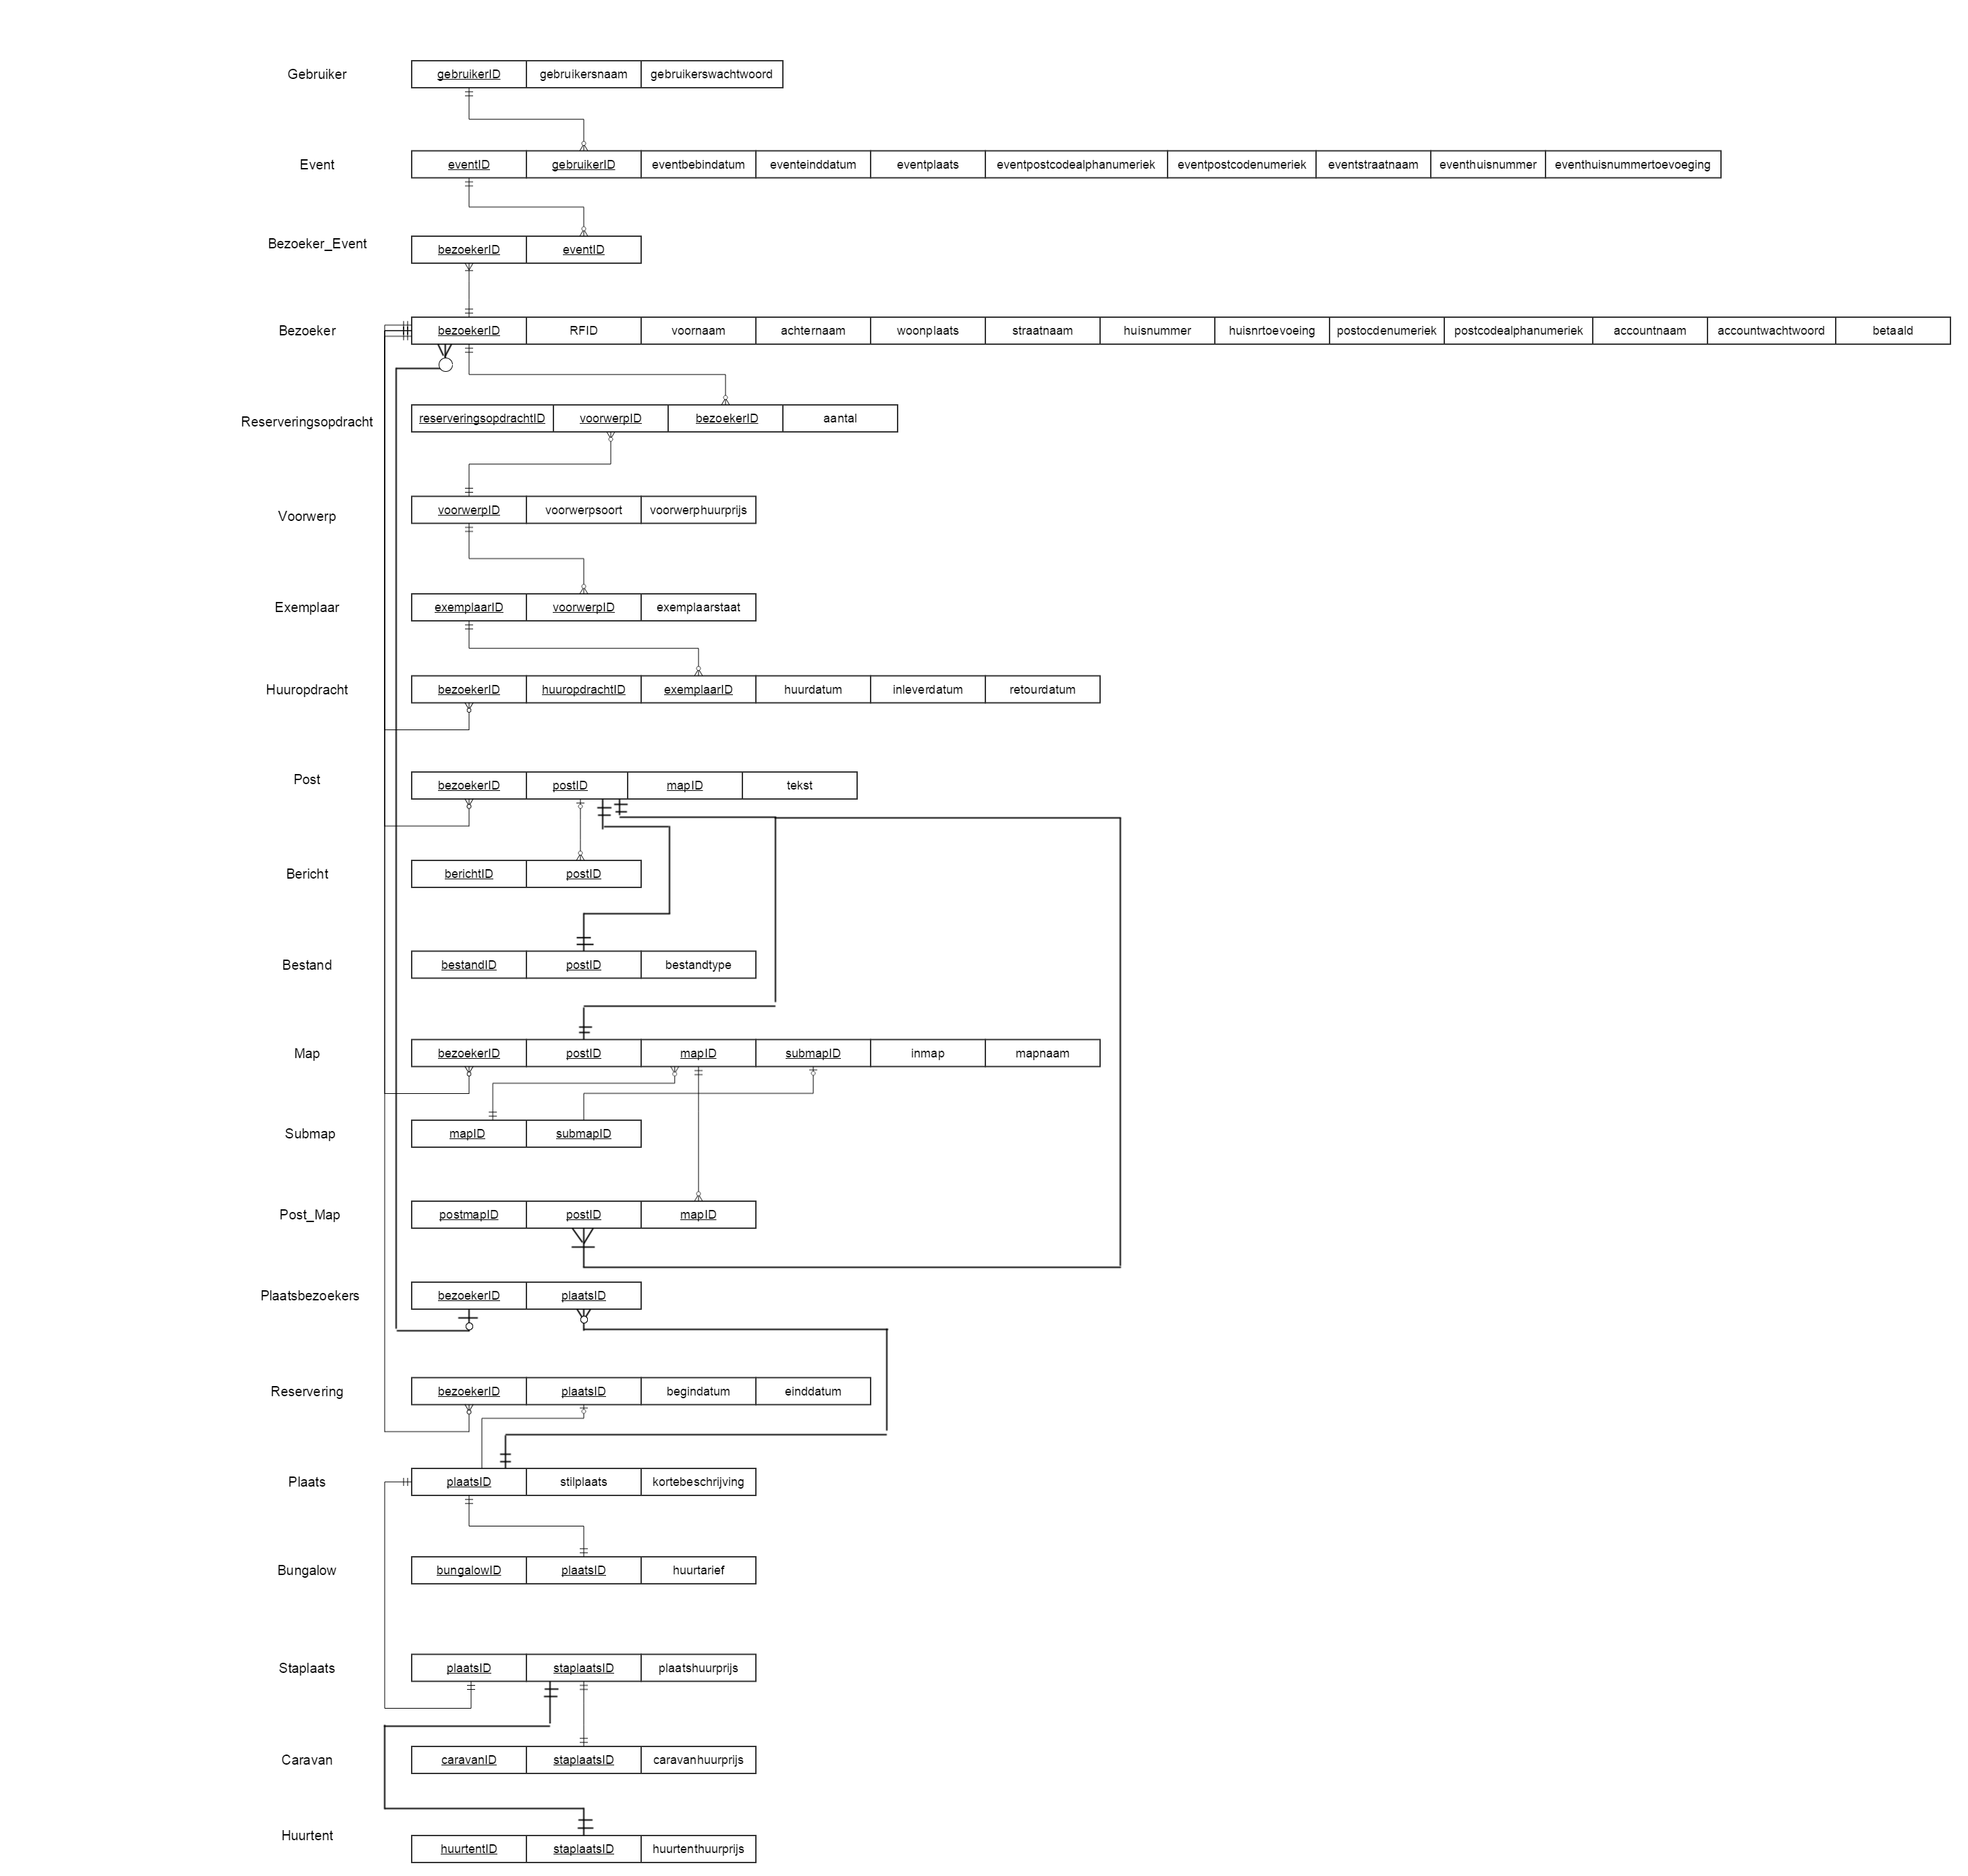 Gebruiker gebruikerID gebruikersnaam gebruikerswachtwoord
Event eventID gebruikerID eventbebindatum eventeinddatum eventplaats eventpostcodealphanumeriek eventpostcodenumeriek eventstraatnaam eventhuisnummer eventhuisnummertoevoeging
Bezoeker_Event bezoekerID eventID
Bezoeker bezoekerID RFID voornaam achternaam woonplaats straatnaam huisnummer huisnrtoevoeing postocdenumeriek postcodealphanumeriek accountnaam accountwachtwoord betaald
Reserveringsopdracht reserveringsopdrachtID voorwerpID bezoekerID aantal
Voorwerp voorwerpID voorwerpsoort voorwerphuurprijs
Exemplaar exemplaarID voorwerpID exemplaarstaat
Huuropdracht bezoekerID huuropdrachtID exemplaarID huurdatum inleverdatum retourdatum
Post bezoekerID postID mapID tekst
Bericht berichtID postID
Bestand bestandID postID bestandtype
Map bezoekerID postID mapID submapID inmap mapnaam
Submap mapID submapID
Post_Map postmapID postID mapID
Plaatsbezoekers bezoekerID plaatsID
Reservering bezoekerID plaatsID begindatum einddatum
Plaats plaatsID stilplaats kortebeschrijving
Bungalow bungalowID plaatsID huurtarief
Staplaats plaatsID staplaatsID plaatshuurprijs
Caravan caravanID staplaatsID caravanhuurprijs
Huurtent huurtentID staplaatsID huurtenthuurprijs